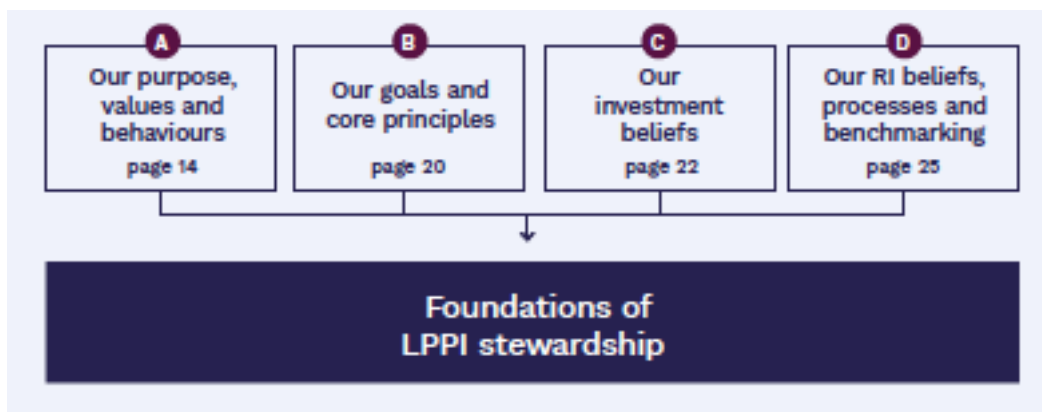 A
Our purpose,
values and
behaviours
page 14
B
Our goals and
core principles
page 20
C
Our
investment
beliefs
page 22
D
Our RI beliefs,
processes and
benchmarking
page 25
Foundations of
LPPI stewardship